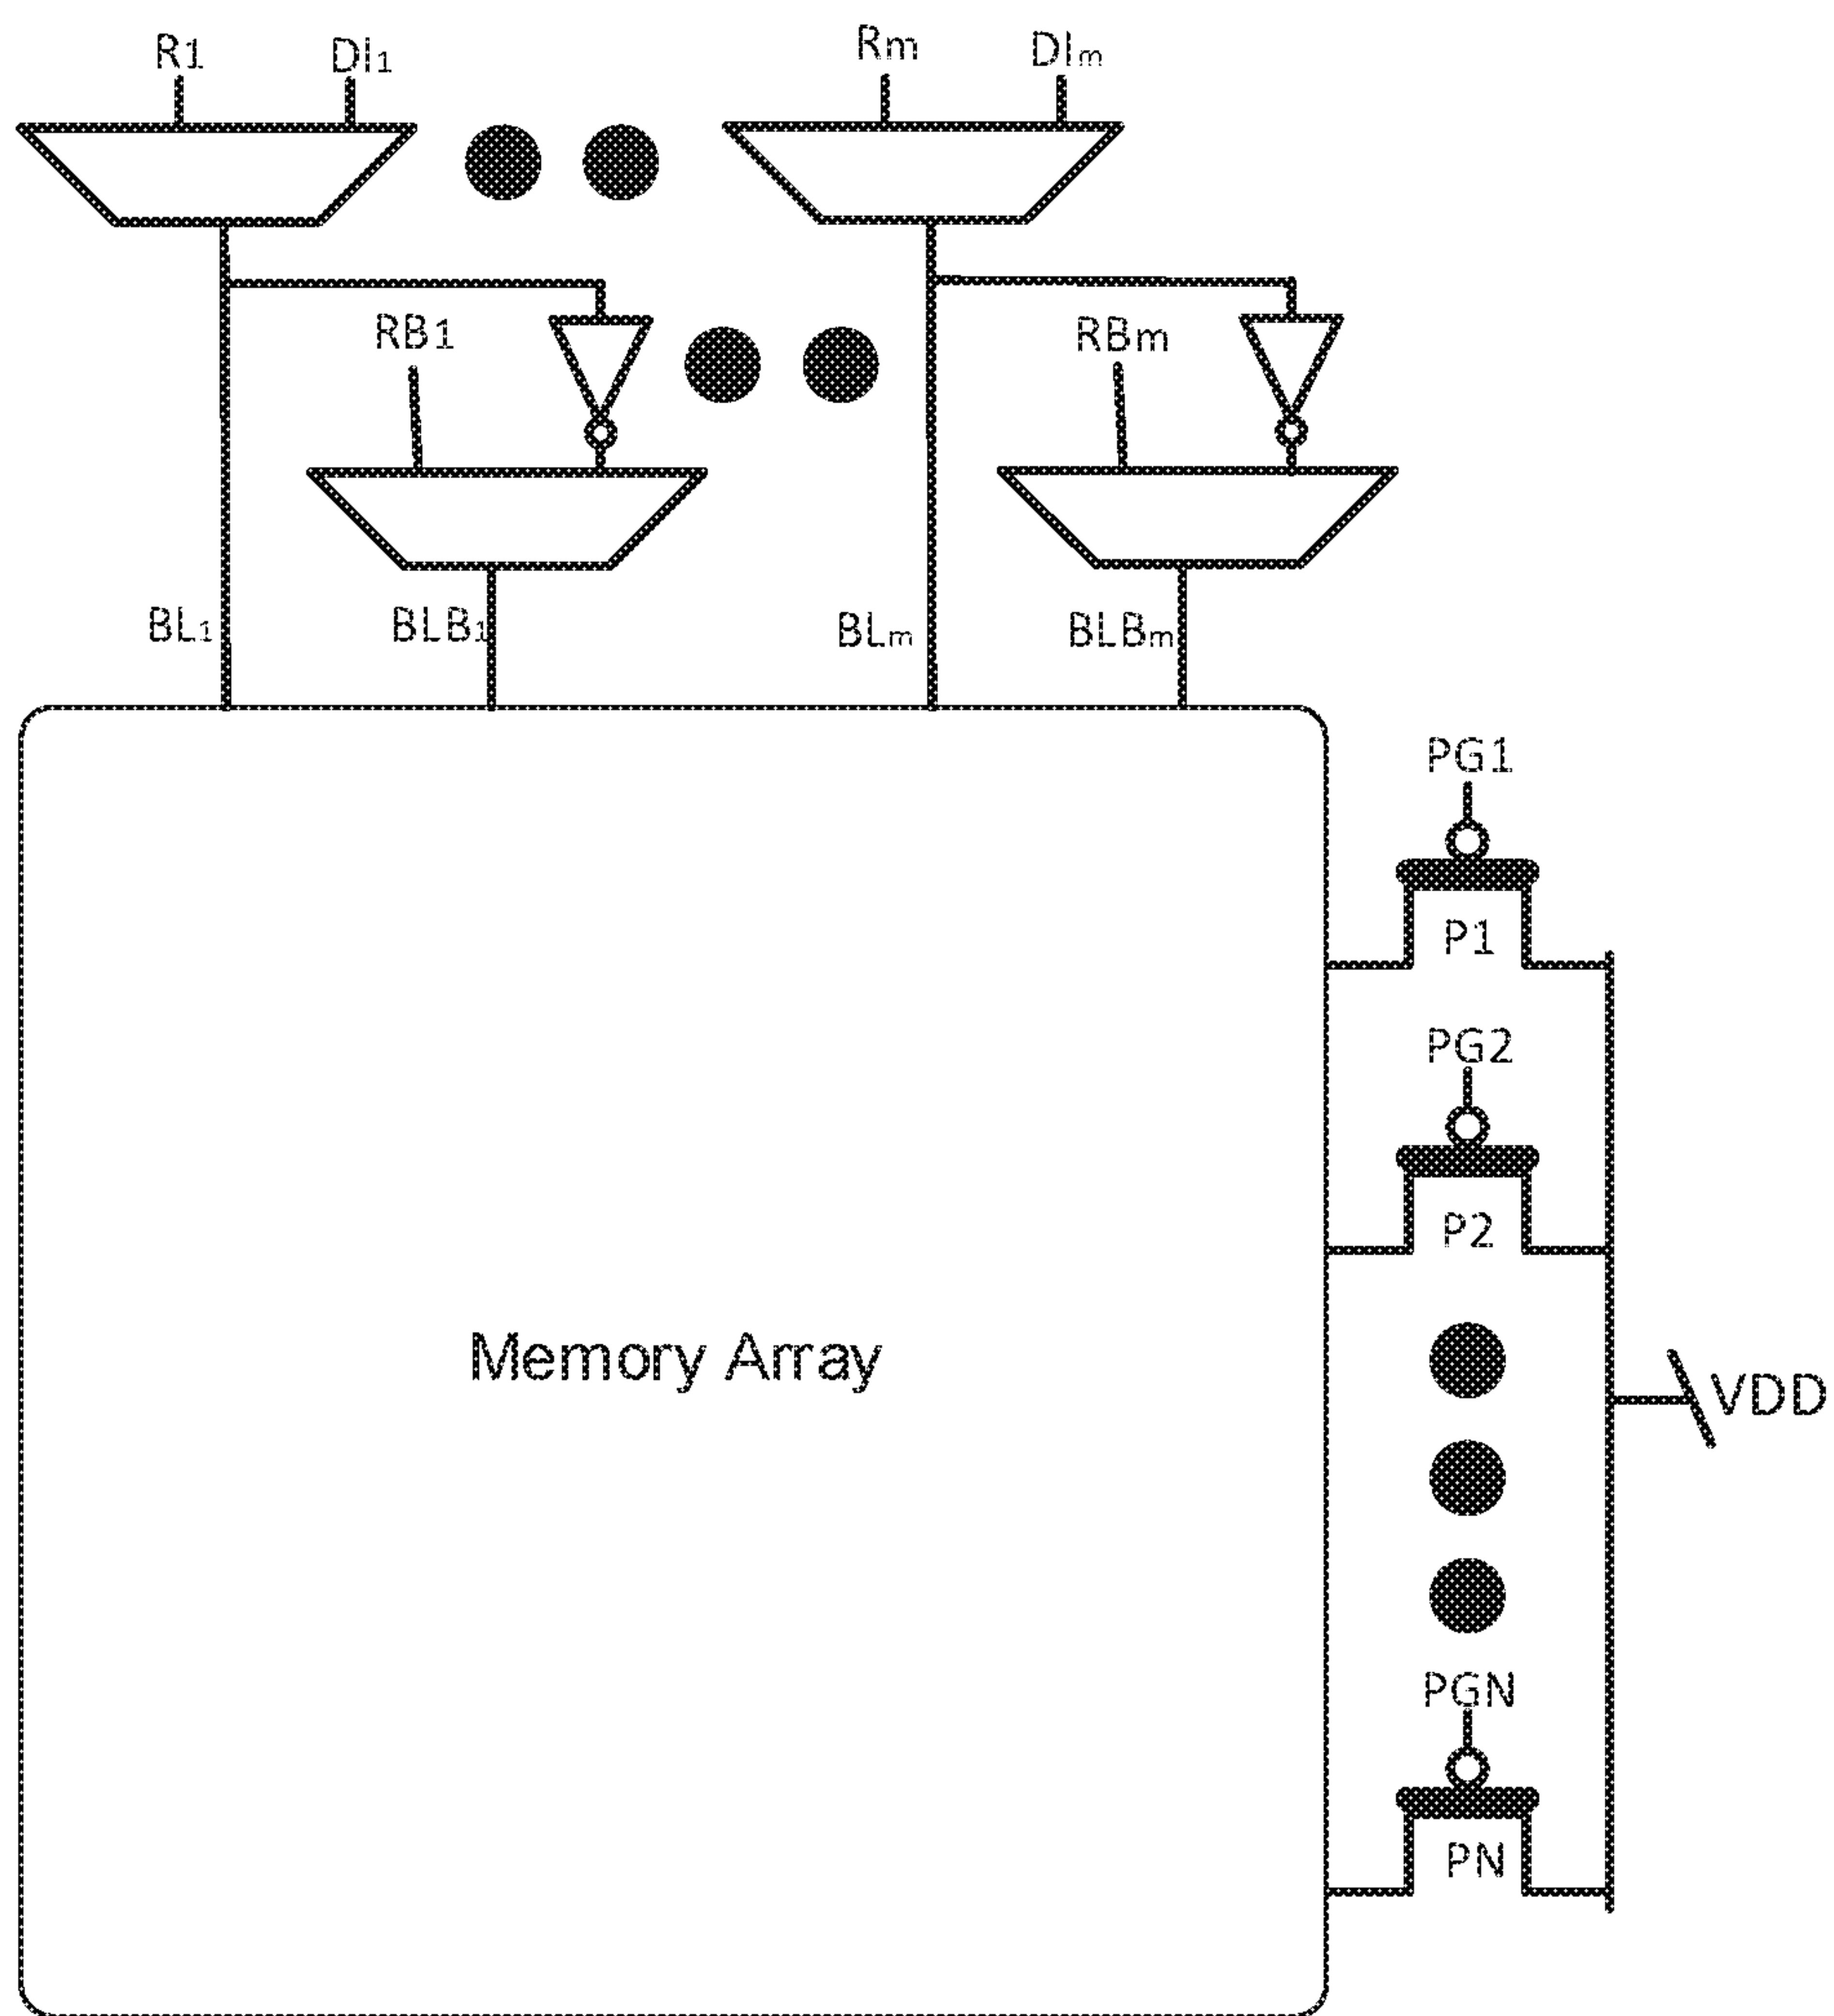 R1 DI1 Rm DIm
RB1 RBm
BL1 BLB1 BLm BLBm
PG1
P1
PG2
P2
Memory Array
VDD
PGN
PN